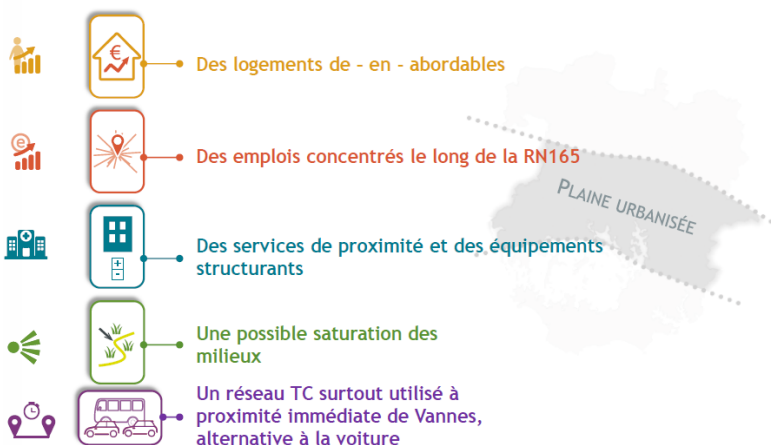 Des logements de - en - abordables
Des emplois concentrés le long de la RN165
PLAINE URBANISÉE
Des services de proximité et des équipements
structurants
Une possible saturation des
milieux
Un réseau TC surtout utilisé à
proximité immédiate de Vannes,
alternative à la voiture
€
e